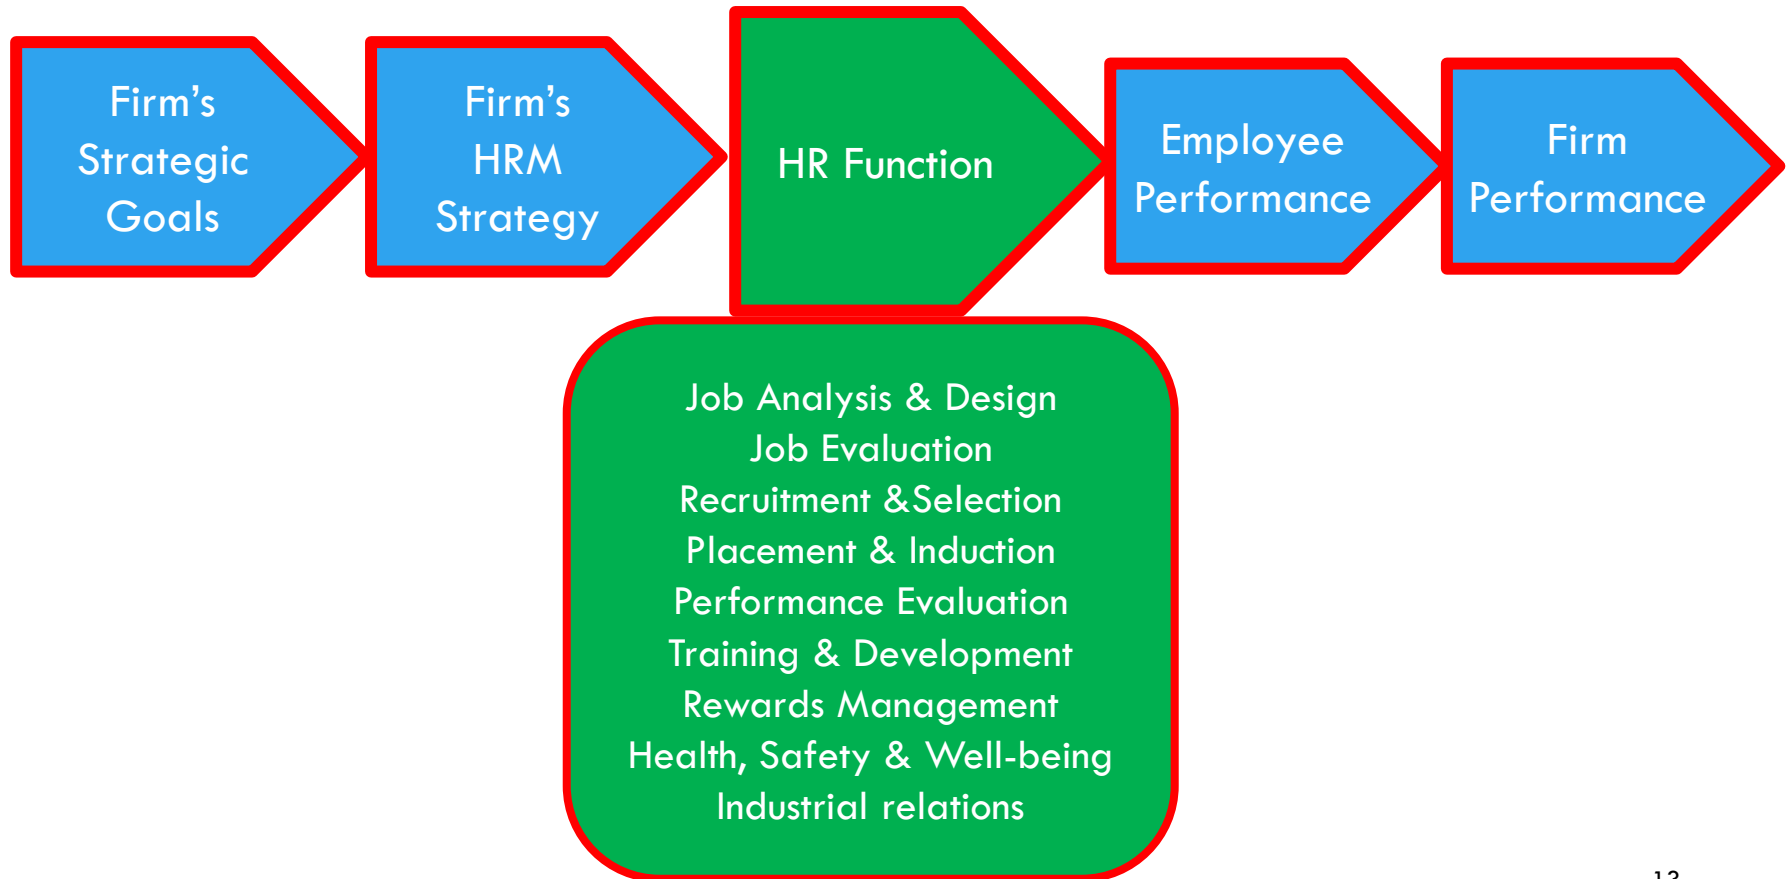 Firm’s
Strategic
Goals
Firm’s
HRM
Strategy
HR Function
Employee
Performance
Firm
Performance
Job Analysis & Design
Job Evaluation
Recruitment &Selection
Placement & Induction
Performance Evaluation
Training & Development
Rewards Management
Health, Safety & Well-being
Industrial relations